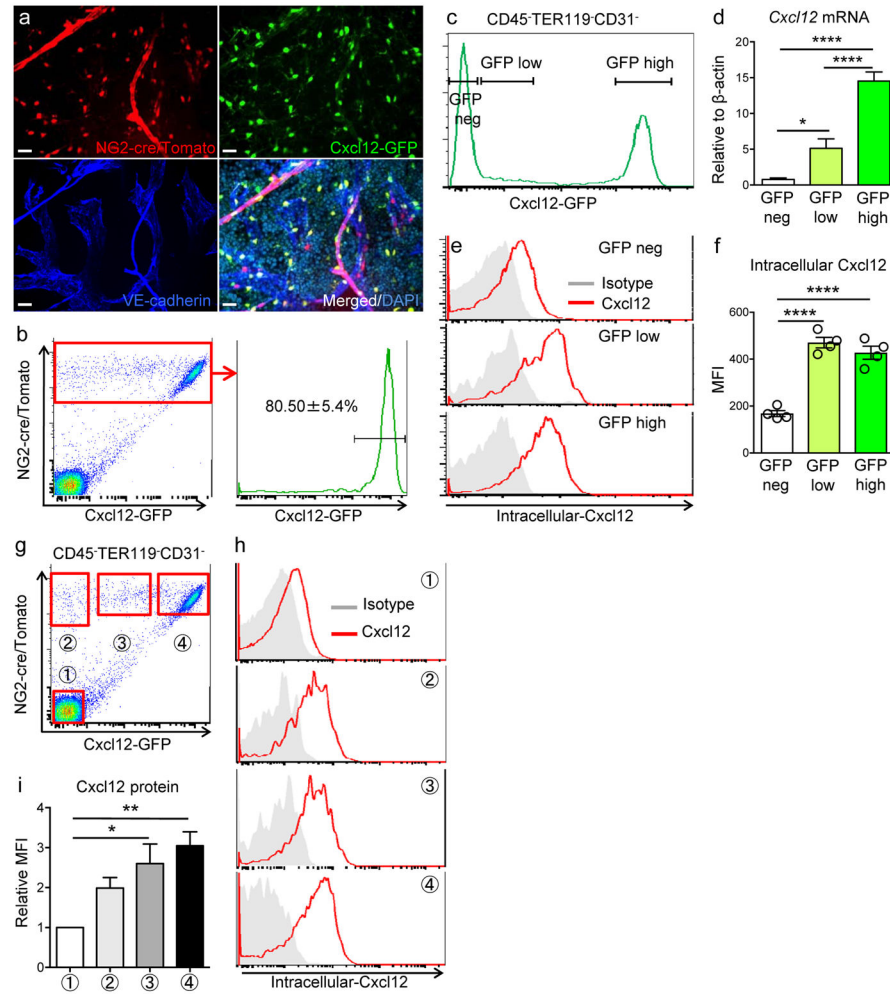 a
NG2-cre/Tomato
Cxcl12-GFP
VE-cadherin
Merged/DAPI
b
NG2-cre/Tomato
Cxcl12-GFP
80.50±5.4%
Cxcl12-GFP
c
CD45⁻TER119⁻CD31⁻
GFP low
GFP high
GFP
neg
Cxcl12-GFP
d
Cxcl12 mRNA
Relative to β-actin
20
15
10
5
0
****
****
*
GFP neg
GFP low
GFP high
e
GFP neg
Isotype
Cxcl12
GFP low
GFP high
Intracellular-Cxcl12
f
Intracellular Cxcl12
MFI
600
400
200
0
****
****
GFP neg
GFP low
GFP high
g
CD45⁻TER119⁻CD31⁻
NG2-cre/Tomato
② ③ ④
①
Cxcl12-GFP
h
Isotype
Cxcl12
①
②
③
④
Intracellular-Cxcl12
i
Cxcl12 protein
Relative MFI
4
3
2
1
0
**
*
① ② ③ ④